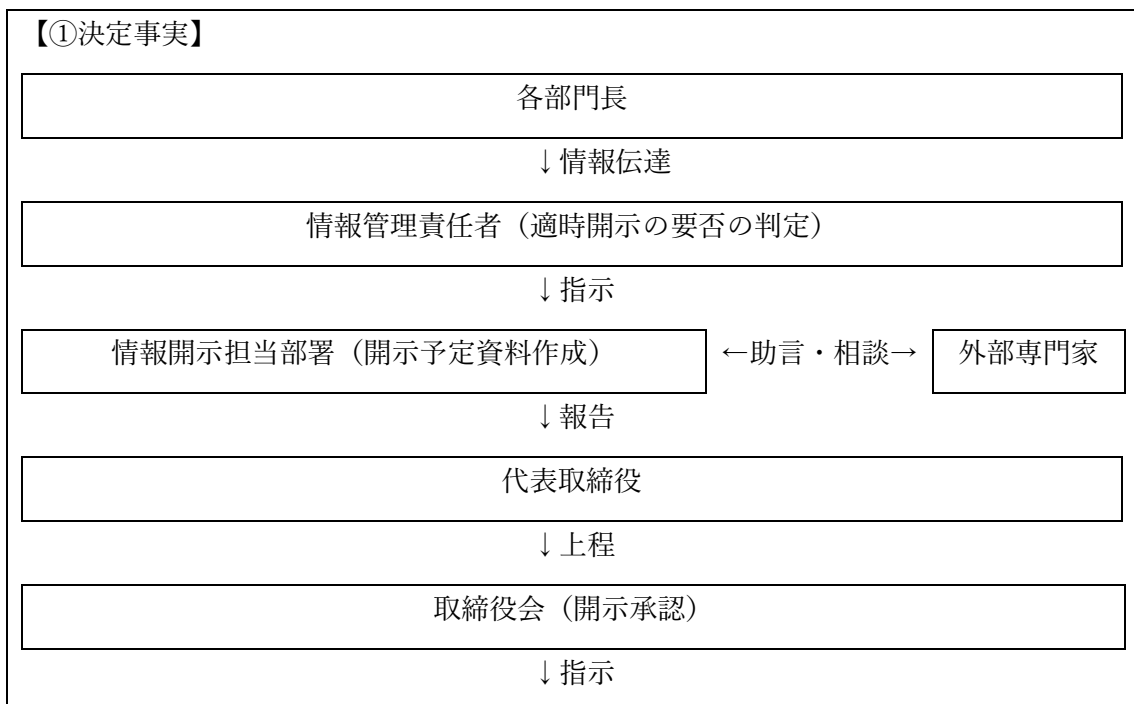 【①決定事実】
各部門長
↓情報伝達
情報管理責任者（適時開示の要否の判定）
↓指示
情報開示担当部署（開示予定資料作成） ←助言・相談→ 外部専門家
↓報告
代表取締役
↓上程
取締役会（開示承認）
↓指示